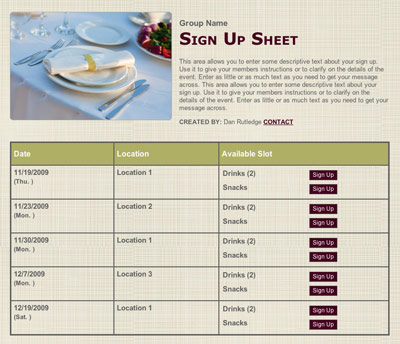 Group Name
SIGN UP SHEET
This area allows you to enter some descriptive text about your sign up.
Use it to give your members instructions or to clarify on the details of the
event. Enter as little or as much text as you need to get your message
across. This area allows you to enter some descriptive text about your
sign up. Use it to give your members instructions or to clarify on the
details of the event. Enter as little or as much text as you need to get your
message across.
CREATED BY: Dan Rutledge CONTACT
Date Location Available Slot
11/19/2009 Location 1 Drinks (2) Sign Up
(Thu. ) Snacks Sign Up
11/23/2009 Location 2 Drinks (2) Sign Up
(Mon. ) Snacks Sign Up
11/30/2009 Location 1 Drinks (2) Sign Up
(Mon. ) Snacks Sign Up
12/7/2009 Location 3 Drinks (2) Sign Up
(Mon. ) Snacks Sign Up
12/19/2009 Location 1 Drinks (2) Sign Up
(Sat. ) Snacks Sign Up